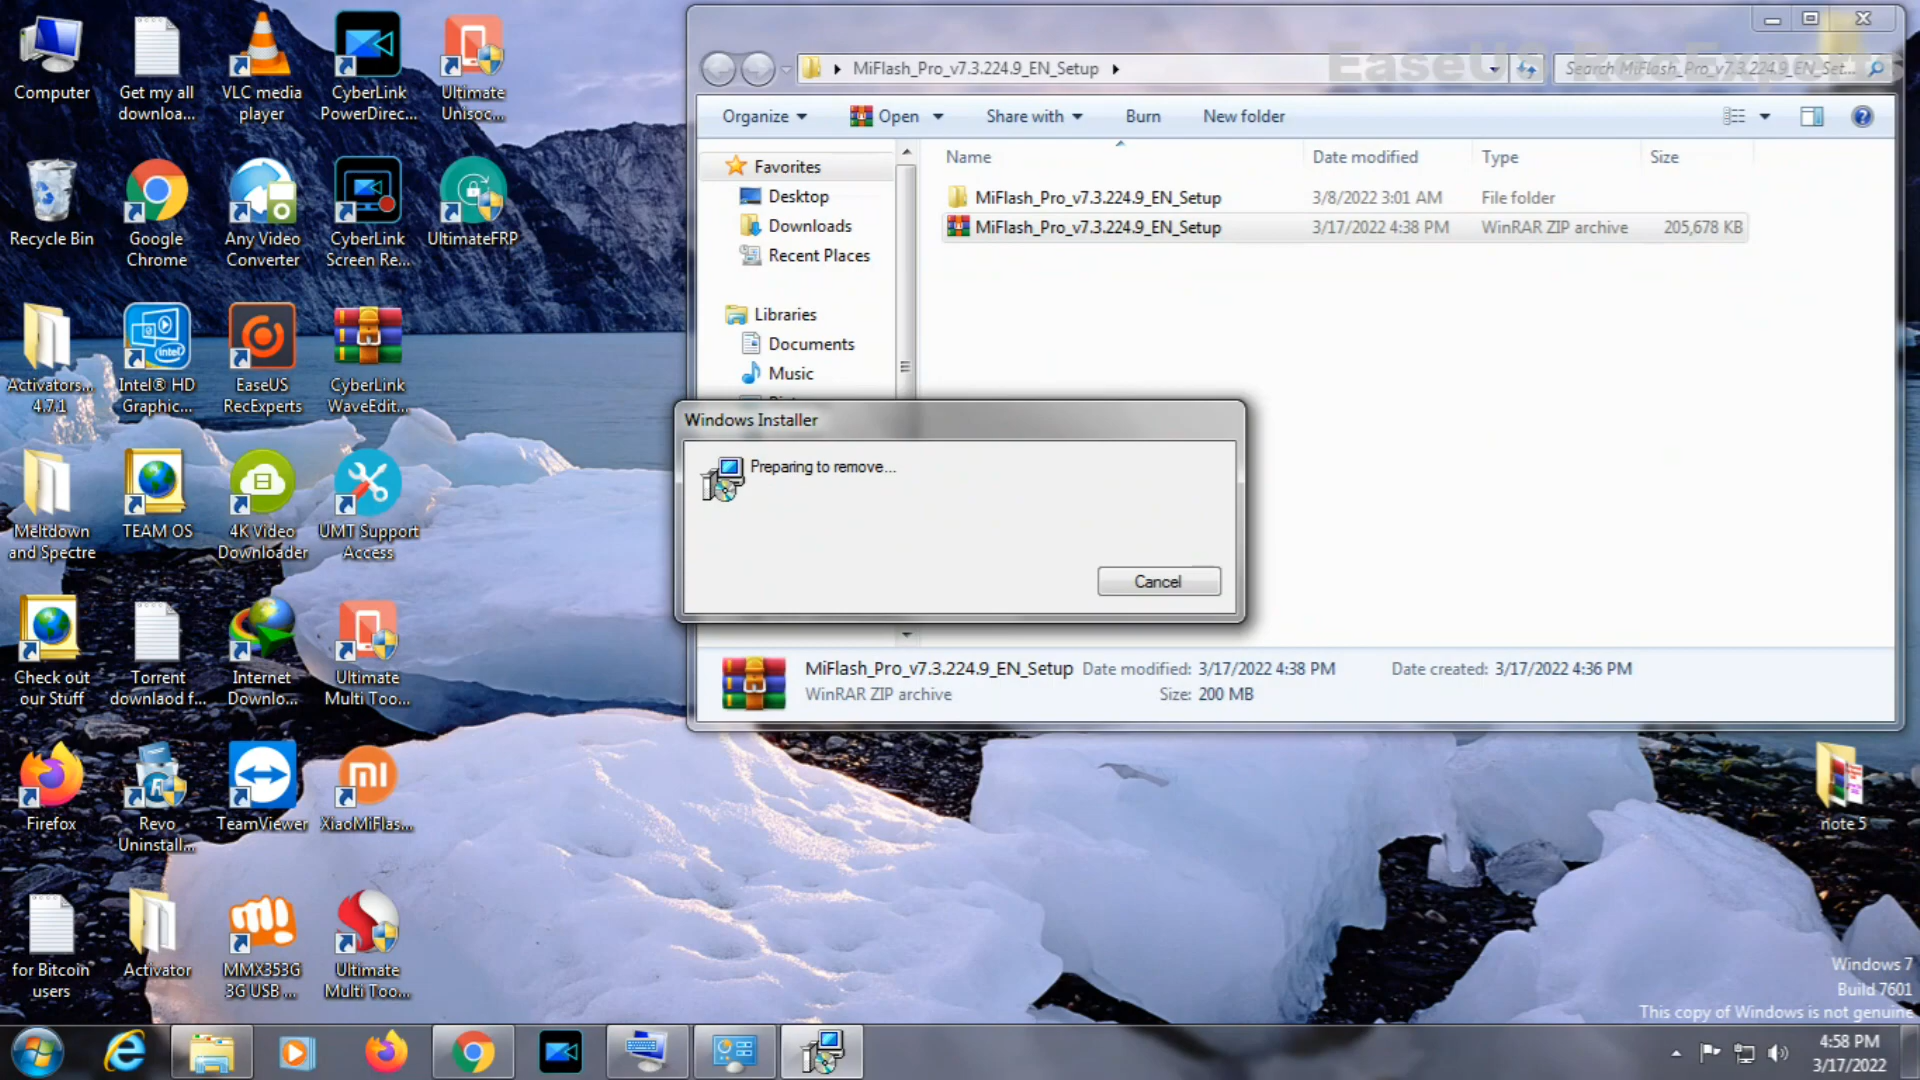 Computer
Get my all
downloa...
VLC media
player
CyberLink
PowerDirec...
Ultimate
Unisoc...
Recycle Bin
Google
Chrome
Any Video
Converter
CyberLink
Screen Re...
UltimateFRP
Activators...
4.7.1
Intel® HD
Graphic...
intel
EaseUS
RecExperts
CyberLink
WaveEdit...
Meltdown
and Spectre
TEAM OS
4K Video
Downloader
UMT Support
Access
Check out
our Stuff
Torrent
downlaod f...
Internet
Downlo...
Ultimate
Multi Too...
Firefox
Revo
Uninstall...
TeamViewer
XiaoMiFlas...
for Bitcoin
users
Activator
MMX353G
3G USB ...
Ultimate
Multi Too...
MiFlash_Pro_v7.3.224.9_EN_Setup
Search MiFlash_Pro_v7.3.224.9_EN_Set...
Organize Open Share with Burn New folder
Favorites
Desktop
Downloads
Recent Places
Libraries
Documents
Music
Name Date modified Type Size
MiFlash_Pro_v7.3.224.9_EN_Setup 3/8/2022 3:01 AM File folder
MiFlash_Pro_v7.3.224.9_EN_Setup 3/17/2022 4:38 PM WinRAR ZIP archive 205,678 KB
Windows Installer
Preparing to remove...
Cancel
MiFlash_Pro_v7.3.224.9_EN_Setup Date modified: 3/17/2022 4:38 PM Date created: 3/17/2022 4:36 PM
WinRAR ZIP archive Size: 200 MB
note 5
Windows 7
Build 7601
This copy of Windows is not genuine
4:58 PM
3/17/2022